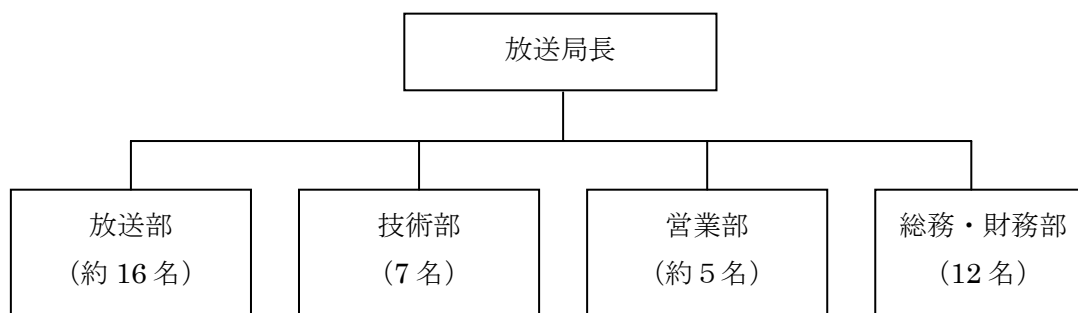 放送局長
放送部
（約 16 名）
技術部
（7 名）
営業部
（約 5 名）
総務・財務部
（12 名）